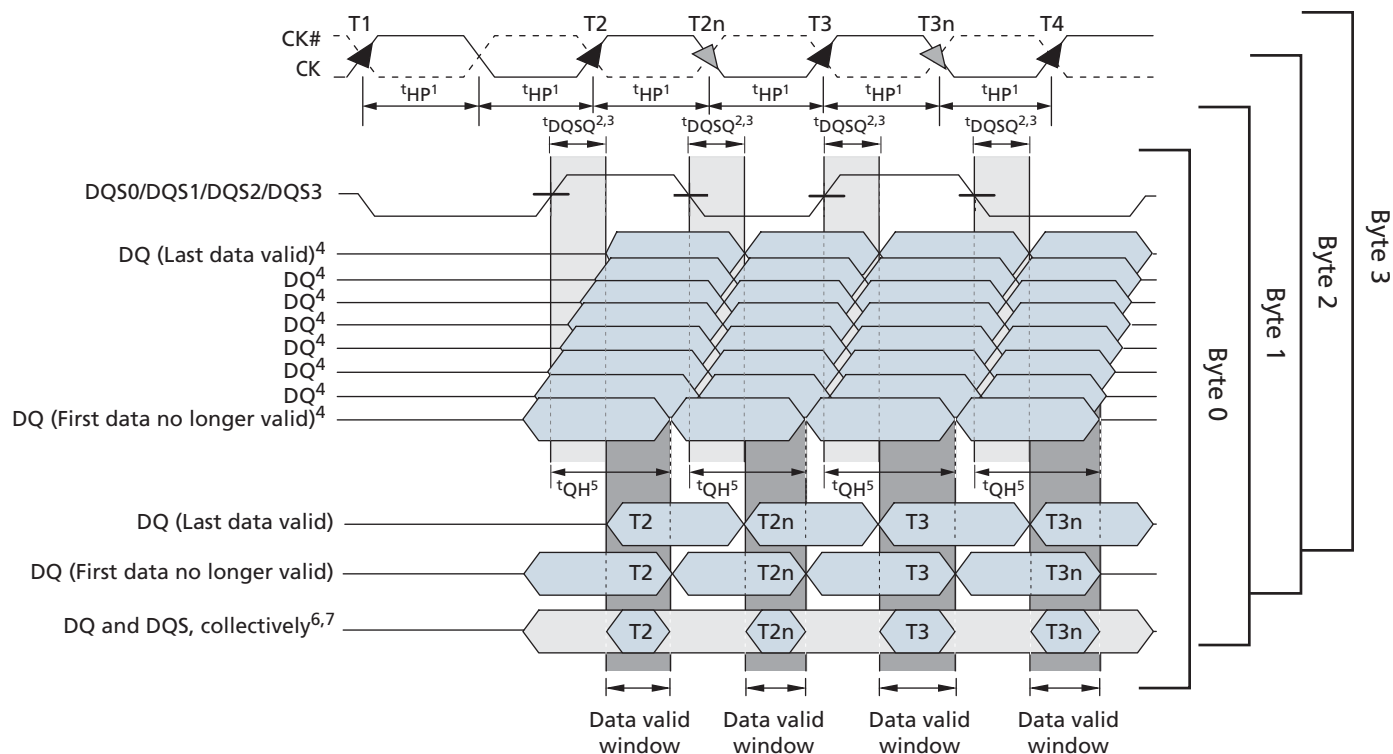 T1 T2 T2n T3 T3n T4
CK#
CK
tHP1 tHP1 tHP1 tHP1 tHP1 tHP1
tDQSQ2,3 tDQSQ2,3 tDQSQ2,3 tDQSQ2,3
DQS0/DQS1/DQS2/DQS3
DQ (Last data valid)4
DQ4
DQ4
DQ4
DQ4
DQ4
DQ4
DQ (First data no longer valid)4
tQH5 tQH5 tQH5 tQH5
DQ (Last data valid) T2 T2n T3 T3n
DQ (First data no longer valid) T2 T2n T3 T3n
DQ and DQS, collectively6,7 T2 T2n T3 T3n
Data valid window
Data valid window
Data valid window
Data valid window
Byte 0
Byte 1
Byte 2
Byte 3